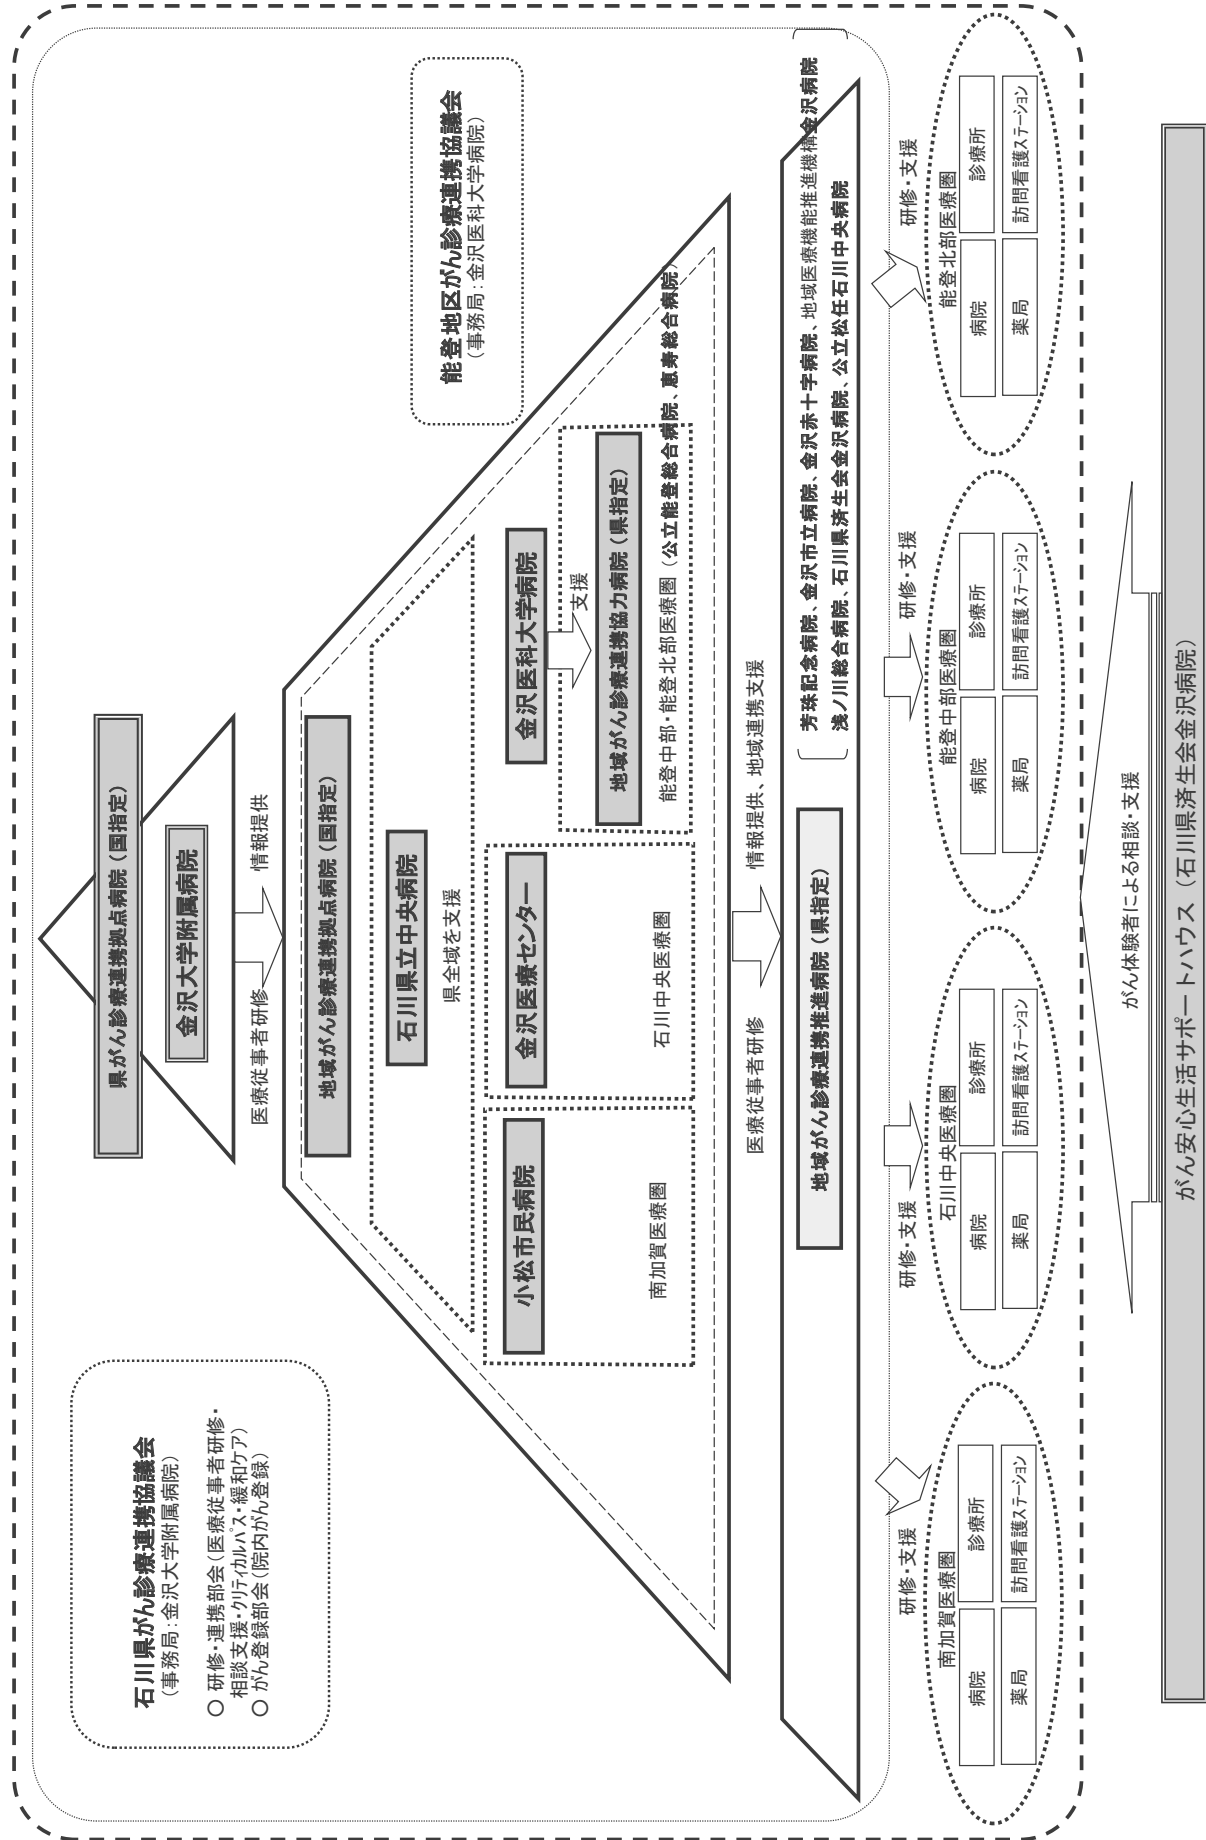 石川県がん診療連携協議会
（事務局：金沢大学附属病院）
○ 研修・連携部会（医療従事者研修・
相談支援・ｸﾘﾃｨｶﾙﾊﾟｽ・緩和ケア）
○ がん登録部会（院内がん登録）
県がん診療連携拠点病院（国指定）
金沢大学附属病院
医療従事者研修
情報提供
地域がん診療連携拠点病院（国指定）
石川県立中央病院
県全域を支援
能登地区がん診療連携協議会
（事務局：金沢医科大学病院）
小松市民病院
南加賀医療圏
金沢医療センター
石川中央医療圏
金沢医科大学病院
支援
地域がん診療連携協力病院（県指定）
能登中部・能登北部医療圏（公立能登総合病院、恵寿総合病院）
医療従事者研修
情報提供、地域連携支援
地域がん診療連携推進病院（県指定）
芳珠記念病院、金沢市立病院、金沢赤十字病院、地域医療機能推進機構金沢病院
浅ノ川総合病院、石川県済生会金沢病院、公立松任石川中央病院
研修・支援
南加賀医療圏
病院
診療所
薬局
訪問看護ｽﾃｰｼｮﾝ
研修・支援
石川中央医療圏
病院
診療所
薬局
訪問看護ｽﾃｰｼｮﾝ
研修・支援
能登中部医療圏
病院
診療所
薬局
訪問看護ｽﾃｰｼｮﾝ
研修・支援
能登北部医療圏
病院
診療所
薬局
訪問看護ｽﾃｰｼｮﾝ
がん体験者による相談・支援
がん安心生活サポートハウス（石川県済生会金沢病院）